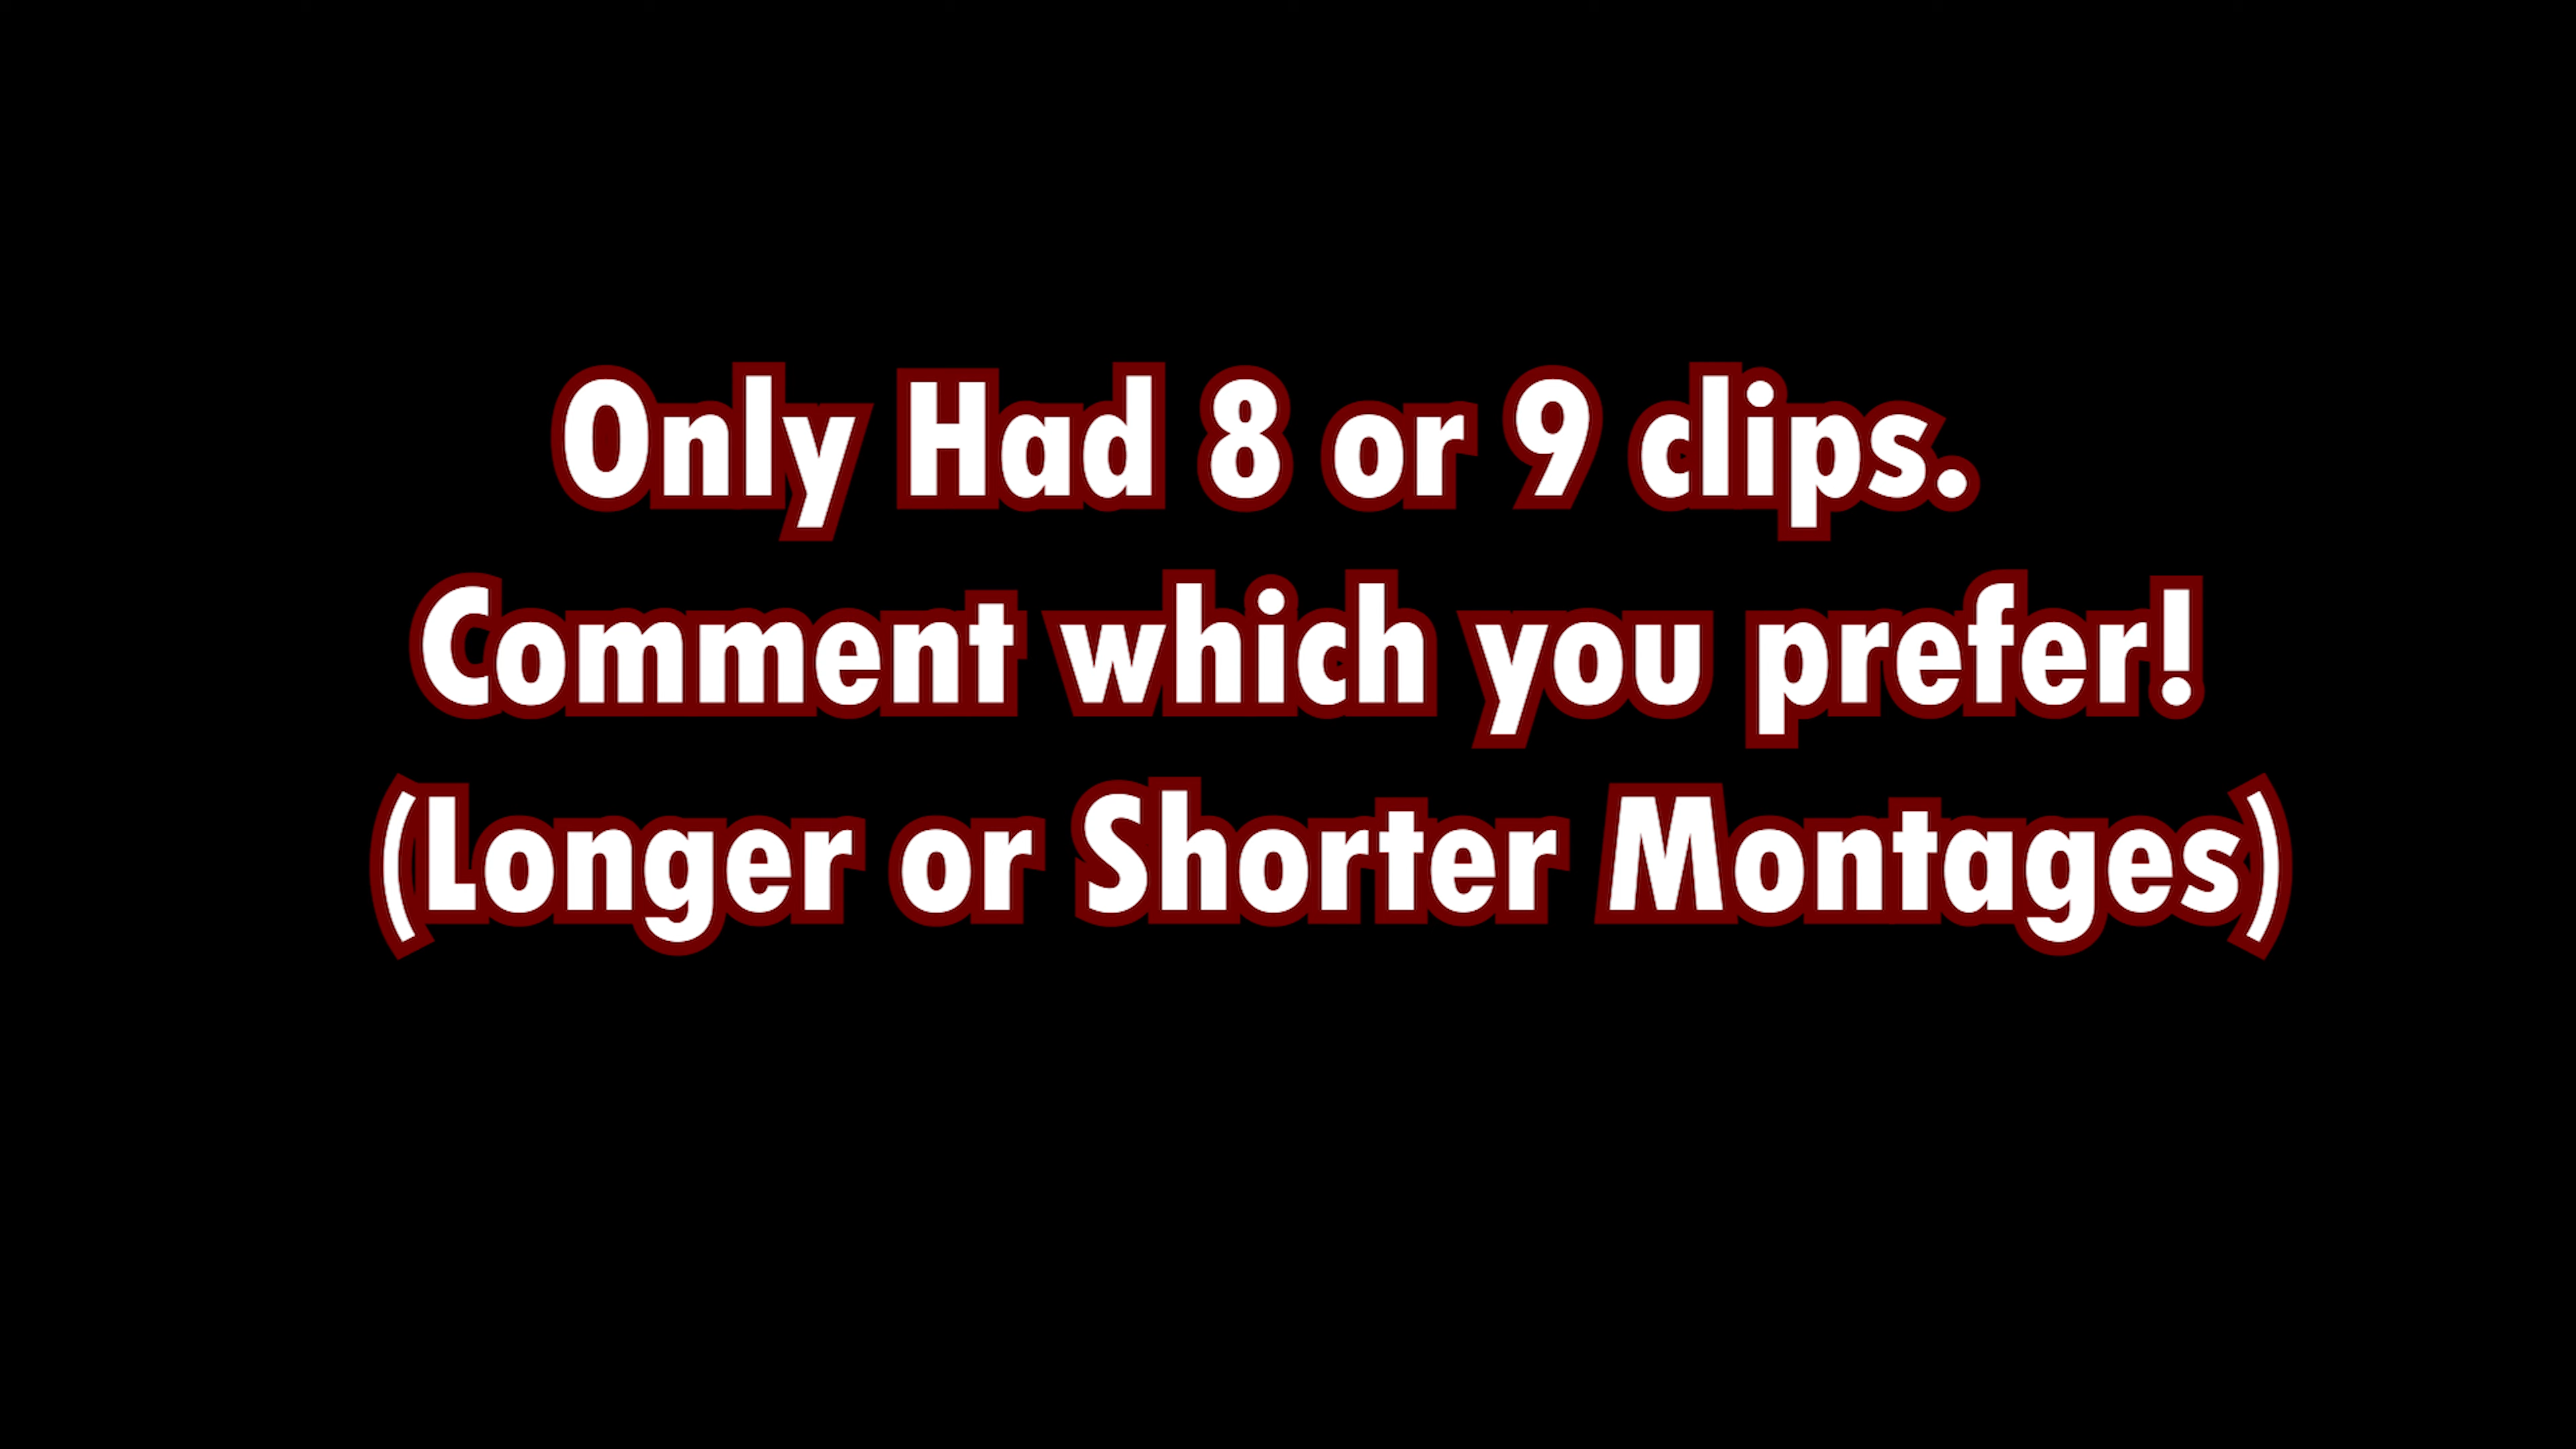 Only Had 8 or 9 clips.
Comment which you prefer!
(Longer or Shorter Montages)